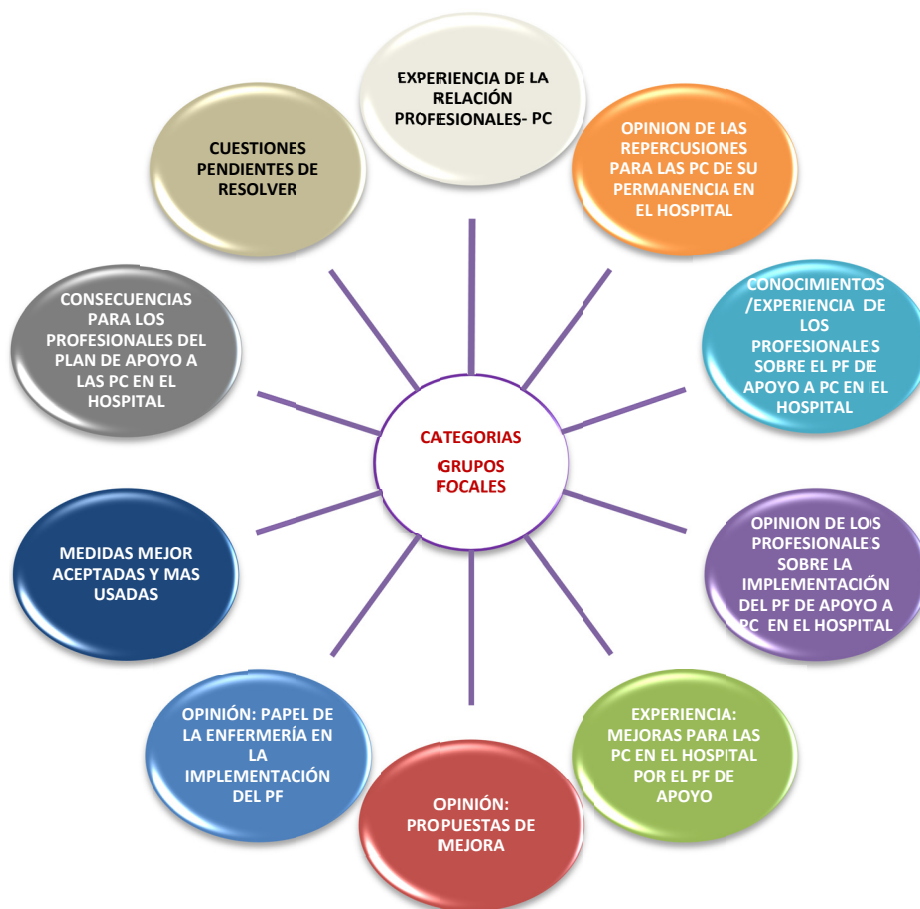 EXPERIENCIA DE LA
RELACIÓN
PROFESIONALES- PC
OPINION DE LAS
REPERCUSIONES
PARA LAS PC DE SU
PERMANENCIA EN
EL HOSPITAL
CONOCIMIENTOS
/EXPERIENCIA DE
LOS
PROFESIONALES
SOBRE EL PF DE
APOYO A PC EN EL
HOSPITAL
OPINION DE LOS
PROFESIONALES
SOBRE LA
IMPLEMENTACIÓN
DEL PF DE APOYO A
PC EN EL HOSPITAL
EXPERIENCIA:
MEJORAS PARA LAS
PC EN EL HOSPITAL
POR EL PF DE
APOYO
OPINIÓN:
PROPUESTAS DE
MEJORA
OPINIÓN: PAPEL DE
LA ENFERMERÍA EN
LA
IMPLEMENTACIÓN
DEL PF
MEDIDAS MEJOR
ACEPTADAS Y MAS
USADAS
CONSECUENCIAS
PARA LOS
PROFESIONALES DEL
PLAN DE APOYO A
LAS PC EN EL
HOSPITAL
CUESTIONES
PENDIENTES DE
RESOLVER
CATEGORIAS
GRUPOS
FOCALES